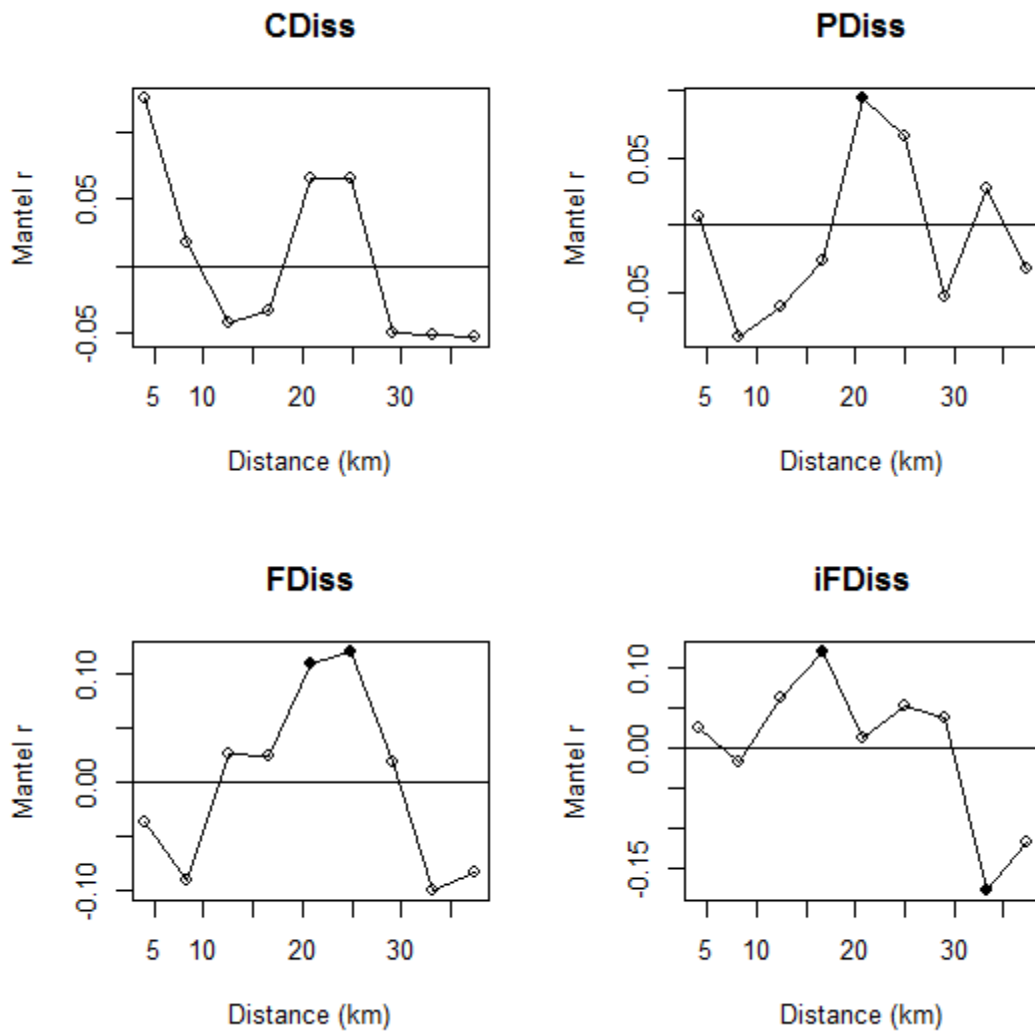 CDiss
Mantel r
0.05
-0.05
5 10 20 30
Distance (km)
PDiss
Mantel r
0.05
-0.05
5 10 20 30
Distance (km)
FDiss
Mantel r
0.10
0.00
-0.10
5 10 20 30
Distance (km)
iFDiss
Mantel r
0.10
0.00
-0.15
5 10 20 30
Distance (km)